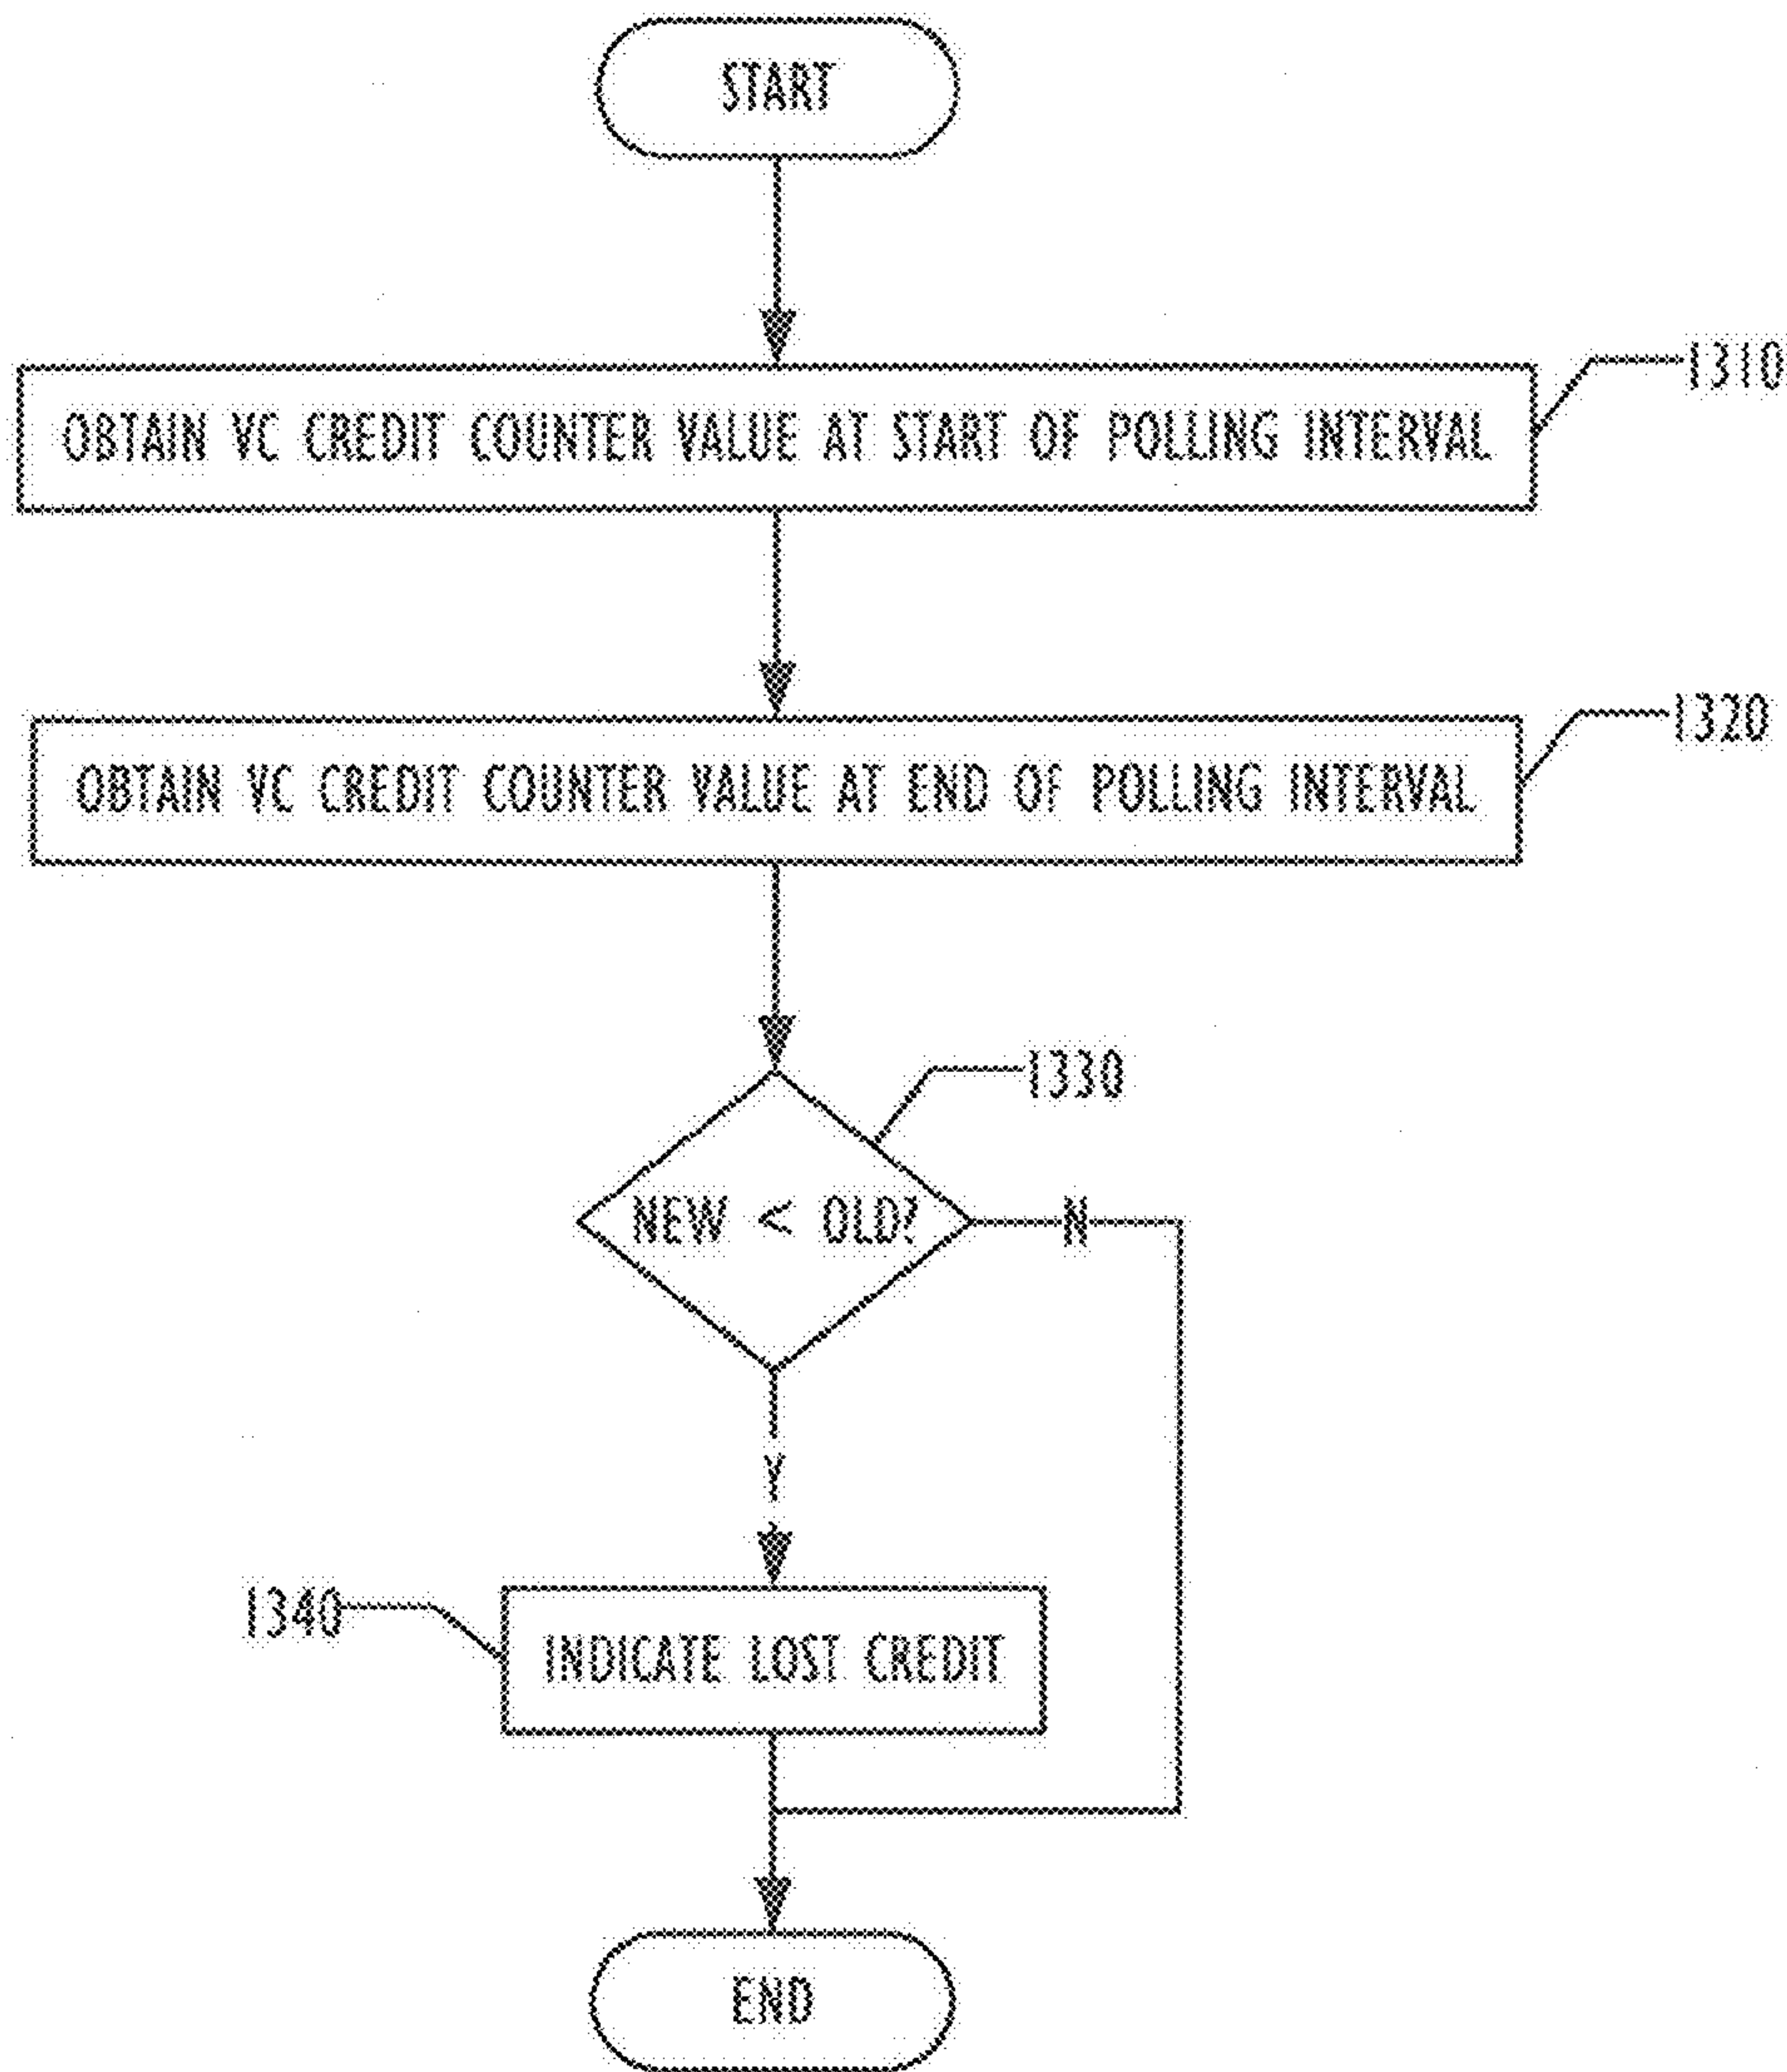 START
1310
OBTAIN VC CREDIT COUNTER VALUE AT START OF POLLING INTERVAL
1320
OBTAIN VC CREDIT COUNTER VALUE AT END OF POLLING INTERVAL
1330
NEW < OLD?
N
Y
1340
INDICATE LOST CREDIT
END